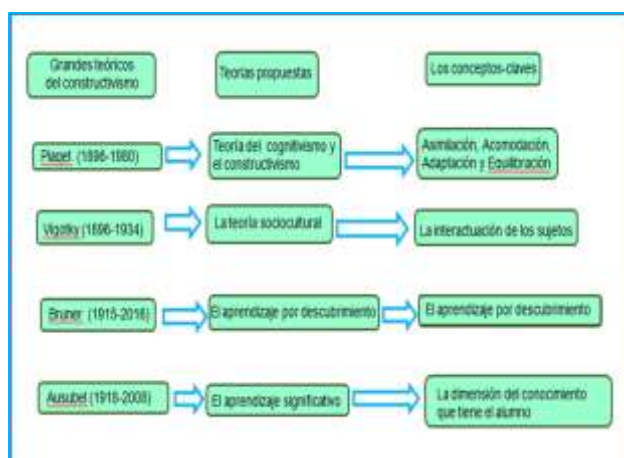 Grandes teóricos
del constructivismo
Teorías propuestas
Los conceptos-claves
Piaget (1896-1980)
Teoría del cognitivismo y
el constructivismo
Asimilación, Acomodación,
Adaptación y Equilibración
Vigotky (1896-1934)
La teoría sociocultural
La interactuación de los sujetos
Bruner (1915-2016)
El aprendizaje por descubrimiento
El aprendizaje por descubrimiento
Ausubel (1918-2008)
El aprendizaje significativo
La dimensión del conocimiento
que tiene el alumno